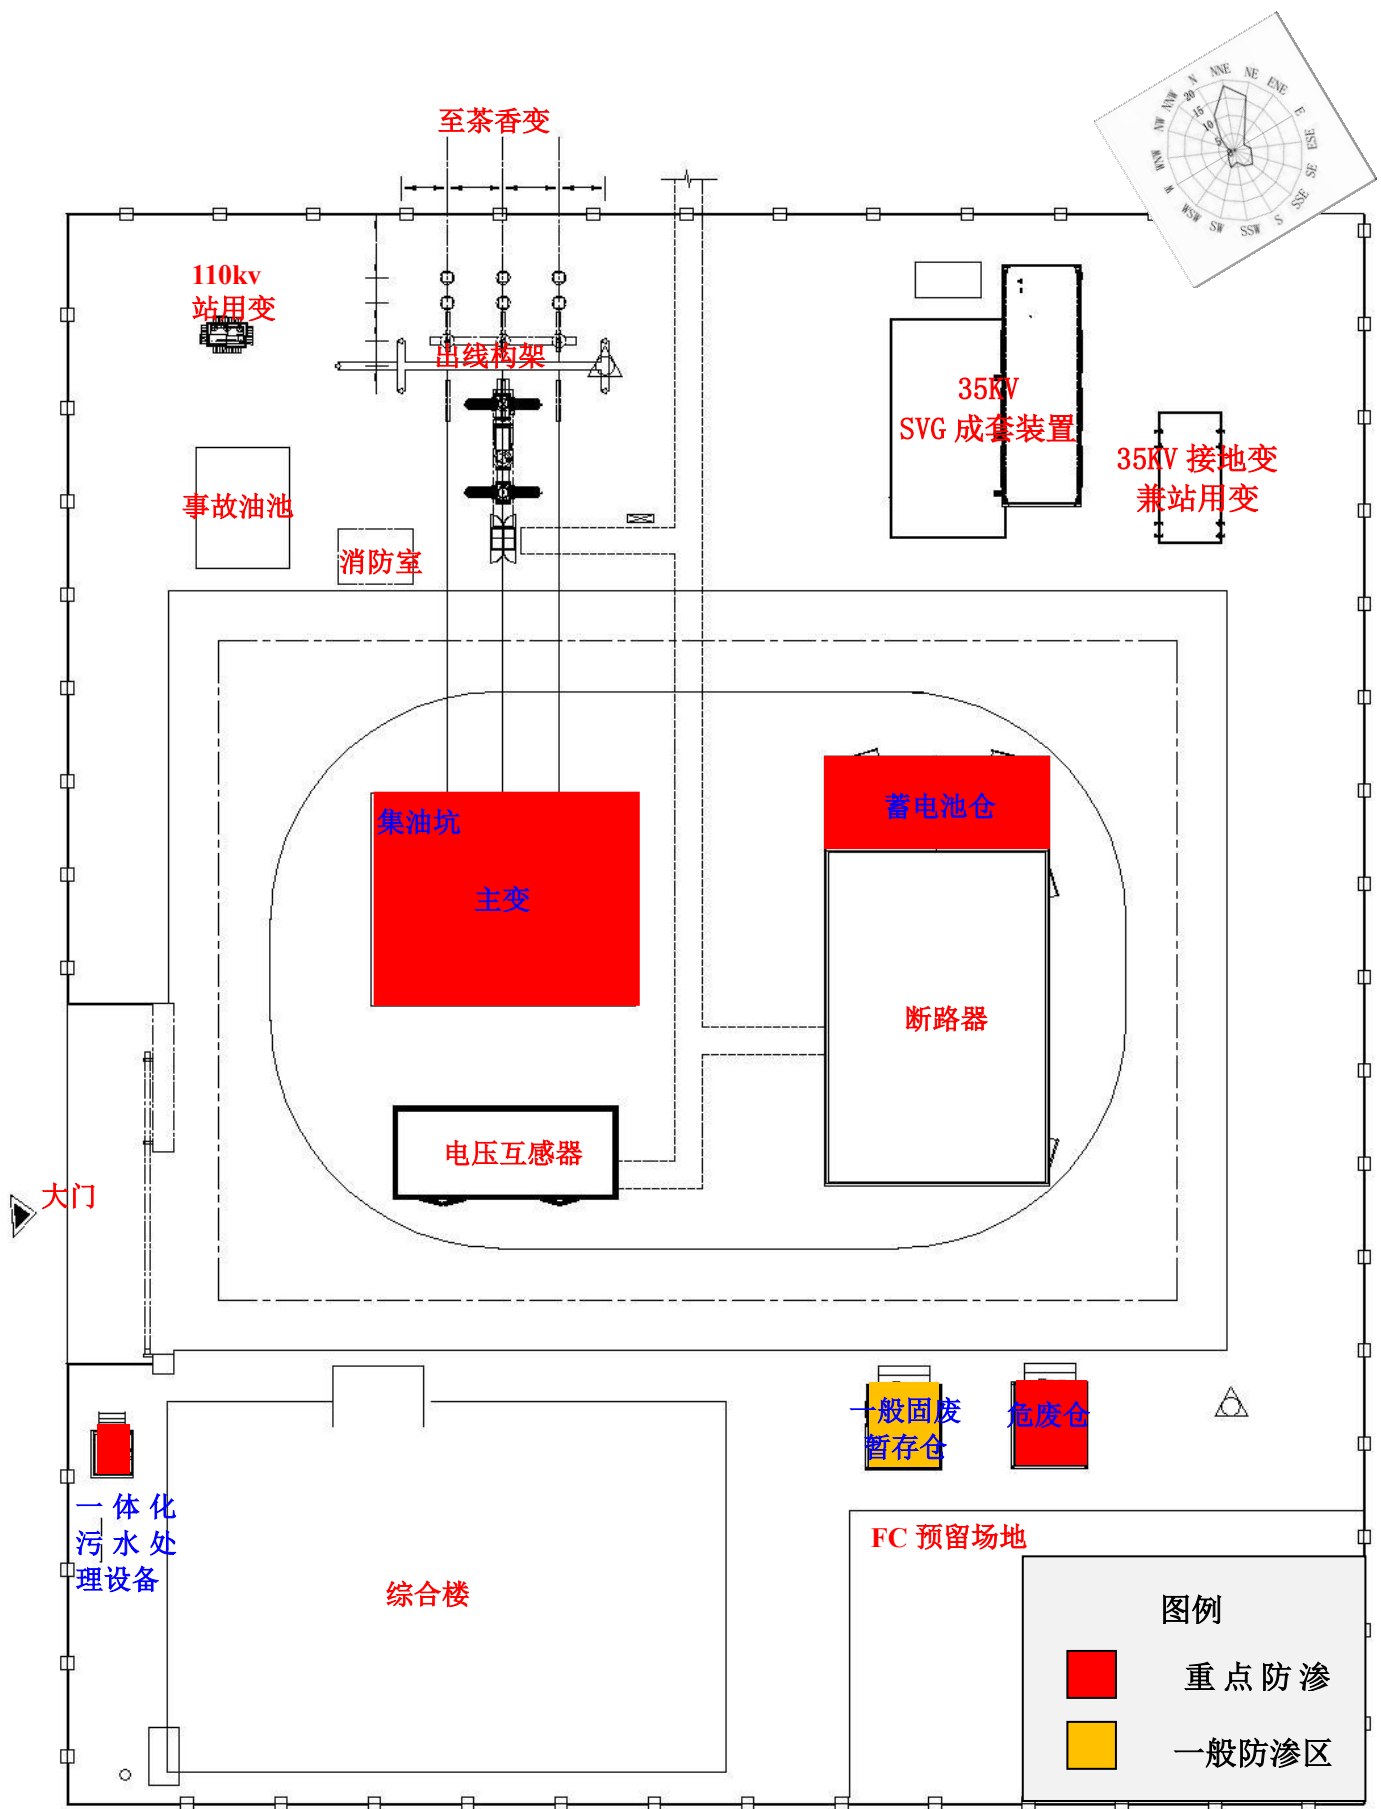 N
NNE
NE
ENE
E
ESE
SE
SSE
S
SSW
SW
WSW
W
WNW
NW
NNW
20
15
10
5
至茶香变
110kv
站用变
出线构架
35KV
SVG 成套装置
35KV 接地变
兼站用变
事故油池
消防室
集油坑
主变
蓄电池仓
断路器
电压互感器
大门
一般固废
暂存仓
危废仓
一 体 化
污 水 处
理设备
综合楼
FC 预留场地
图例
重 点 防 渗
一般防渗区